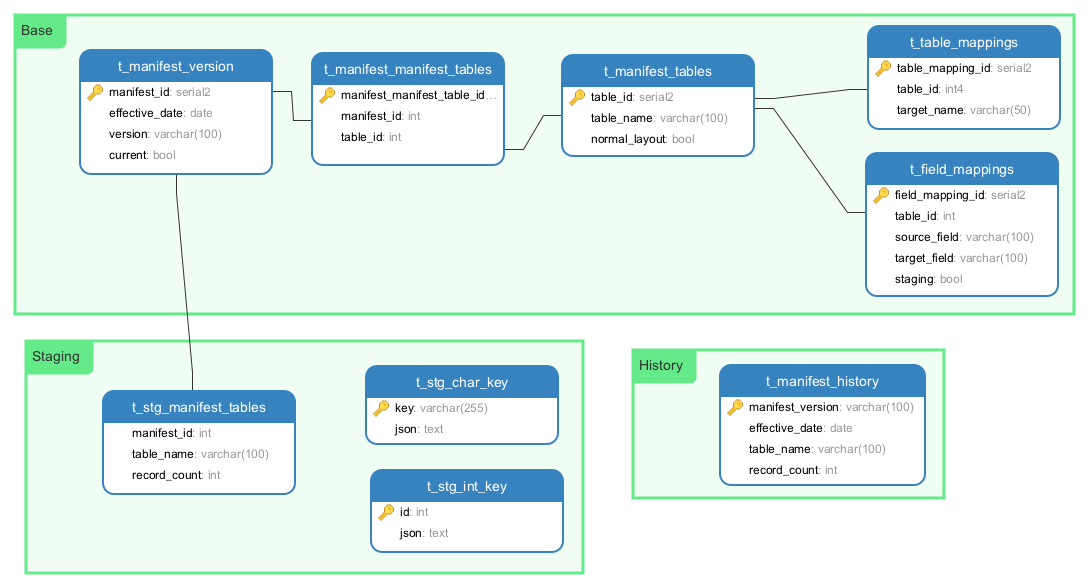 Base
t_manifest_version
manifest_id: serial2
effective_date: date
version: varchar(100)
current: bool
t_manifest_manifest_tables
manifest_manifest_table_id...
manifest_id: int
table_id: int
t_manifest_tables
table_id: serial2
table_name: varchar(100)
normal_layout: bool
t_table_mappings
table_mapping_id: serial2
table_id: int4
target_name: varchar(50)
t_field_mappings
field_mapping_id: serial2
table_id: int
source_field: varchar(100)
target_field: varchar(100)
staging: bool
Staging
t_stg_manifest_tables
manifest_id: int
table_name: varchar(100)
record_count: int
t_stg_char_key
key: varchar(255)
json: text
t_stg_int_key
id: int
json: text
History
t_manifest_history
manifest_version: varchar(100)
effective_date: date
table_name: varchar(100)
record_count: int